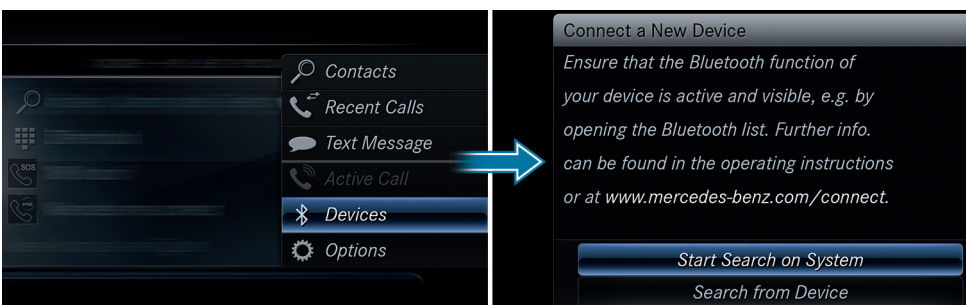 Contacts
Recent Calls
Text Message
Active Call
Devices
Options
SOS
Connect a New Device
Ensure that the Bluetooth function of
your device is active and visible, e.g. by
opening the Bluetooth list. Further info.
can be found in the operating instructions
or at www.mercedes-benz.com/connect.
Start Search on System
Search from Device